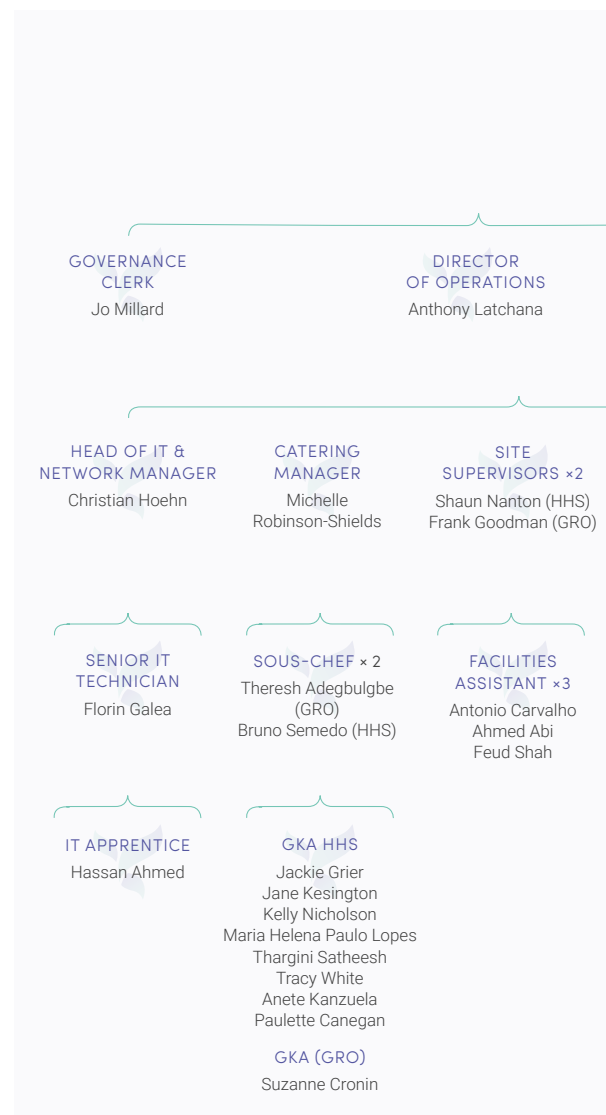 GOVERNANCE
CLERK
Jo Millard
DIRECTOR
OF OPERATIONS
Anthony Latchana
HEAD OF IT &
NETWORK MANAGER
Christian Hoehn
CATERING
MANAGER
Michelle
Robinson-Shields
SITE
SUPERVISORS ×2
Shaun Nanton (HHS)
Frank Goodman (GRO)
SENIOR IT
TECHNICIAN
Florin Galea
SOUS-CHEF × 2
Theresh Adegbulgbe
(GRO)
Bruno Semedo (HHS)
FACILITIES
ASSISTANT ×3
Antonio Carvalho
Ahmed Abi
Feud Shah
IT APPRENTICE
Hassan Ahmed
GKA HHS
Jackie Grier
Jane Kesington
Kelly Nicholson
Maria Helena Paulo Lopes
Thargini Satheesh
Tracy White
Anete Kanzuela
Paulette Canegan
GKA (GRO)
Suzanne Cronin